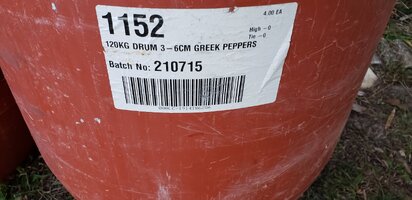 1152
4.00 EA
High -0
Tie -0
120KG DRUM 3-6CM GREEK PEPPERS
Batch No: 210715